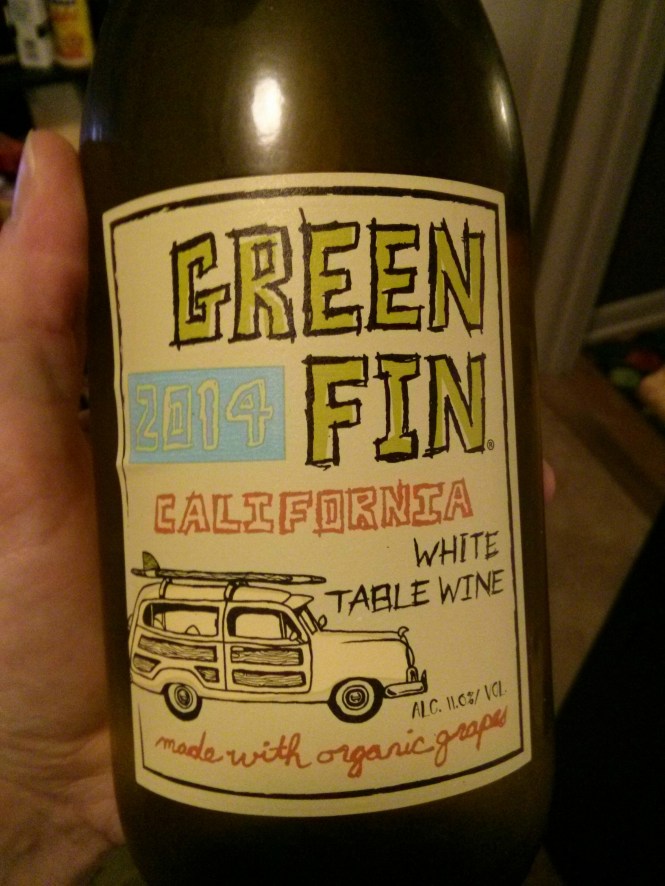 GREEN
2014 FIN®
CALIFORNIA
WHITE
TABLE WINE
ALC. 11.0%/VOL
made with organic grapes